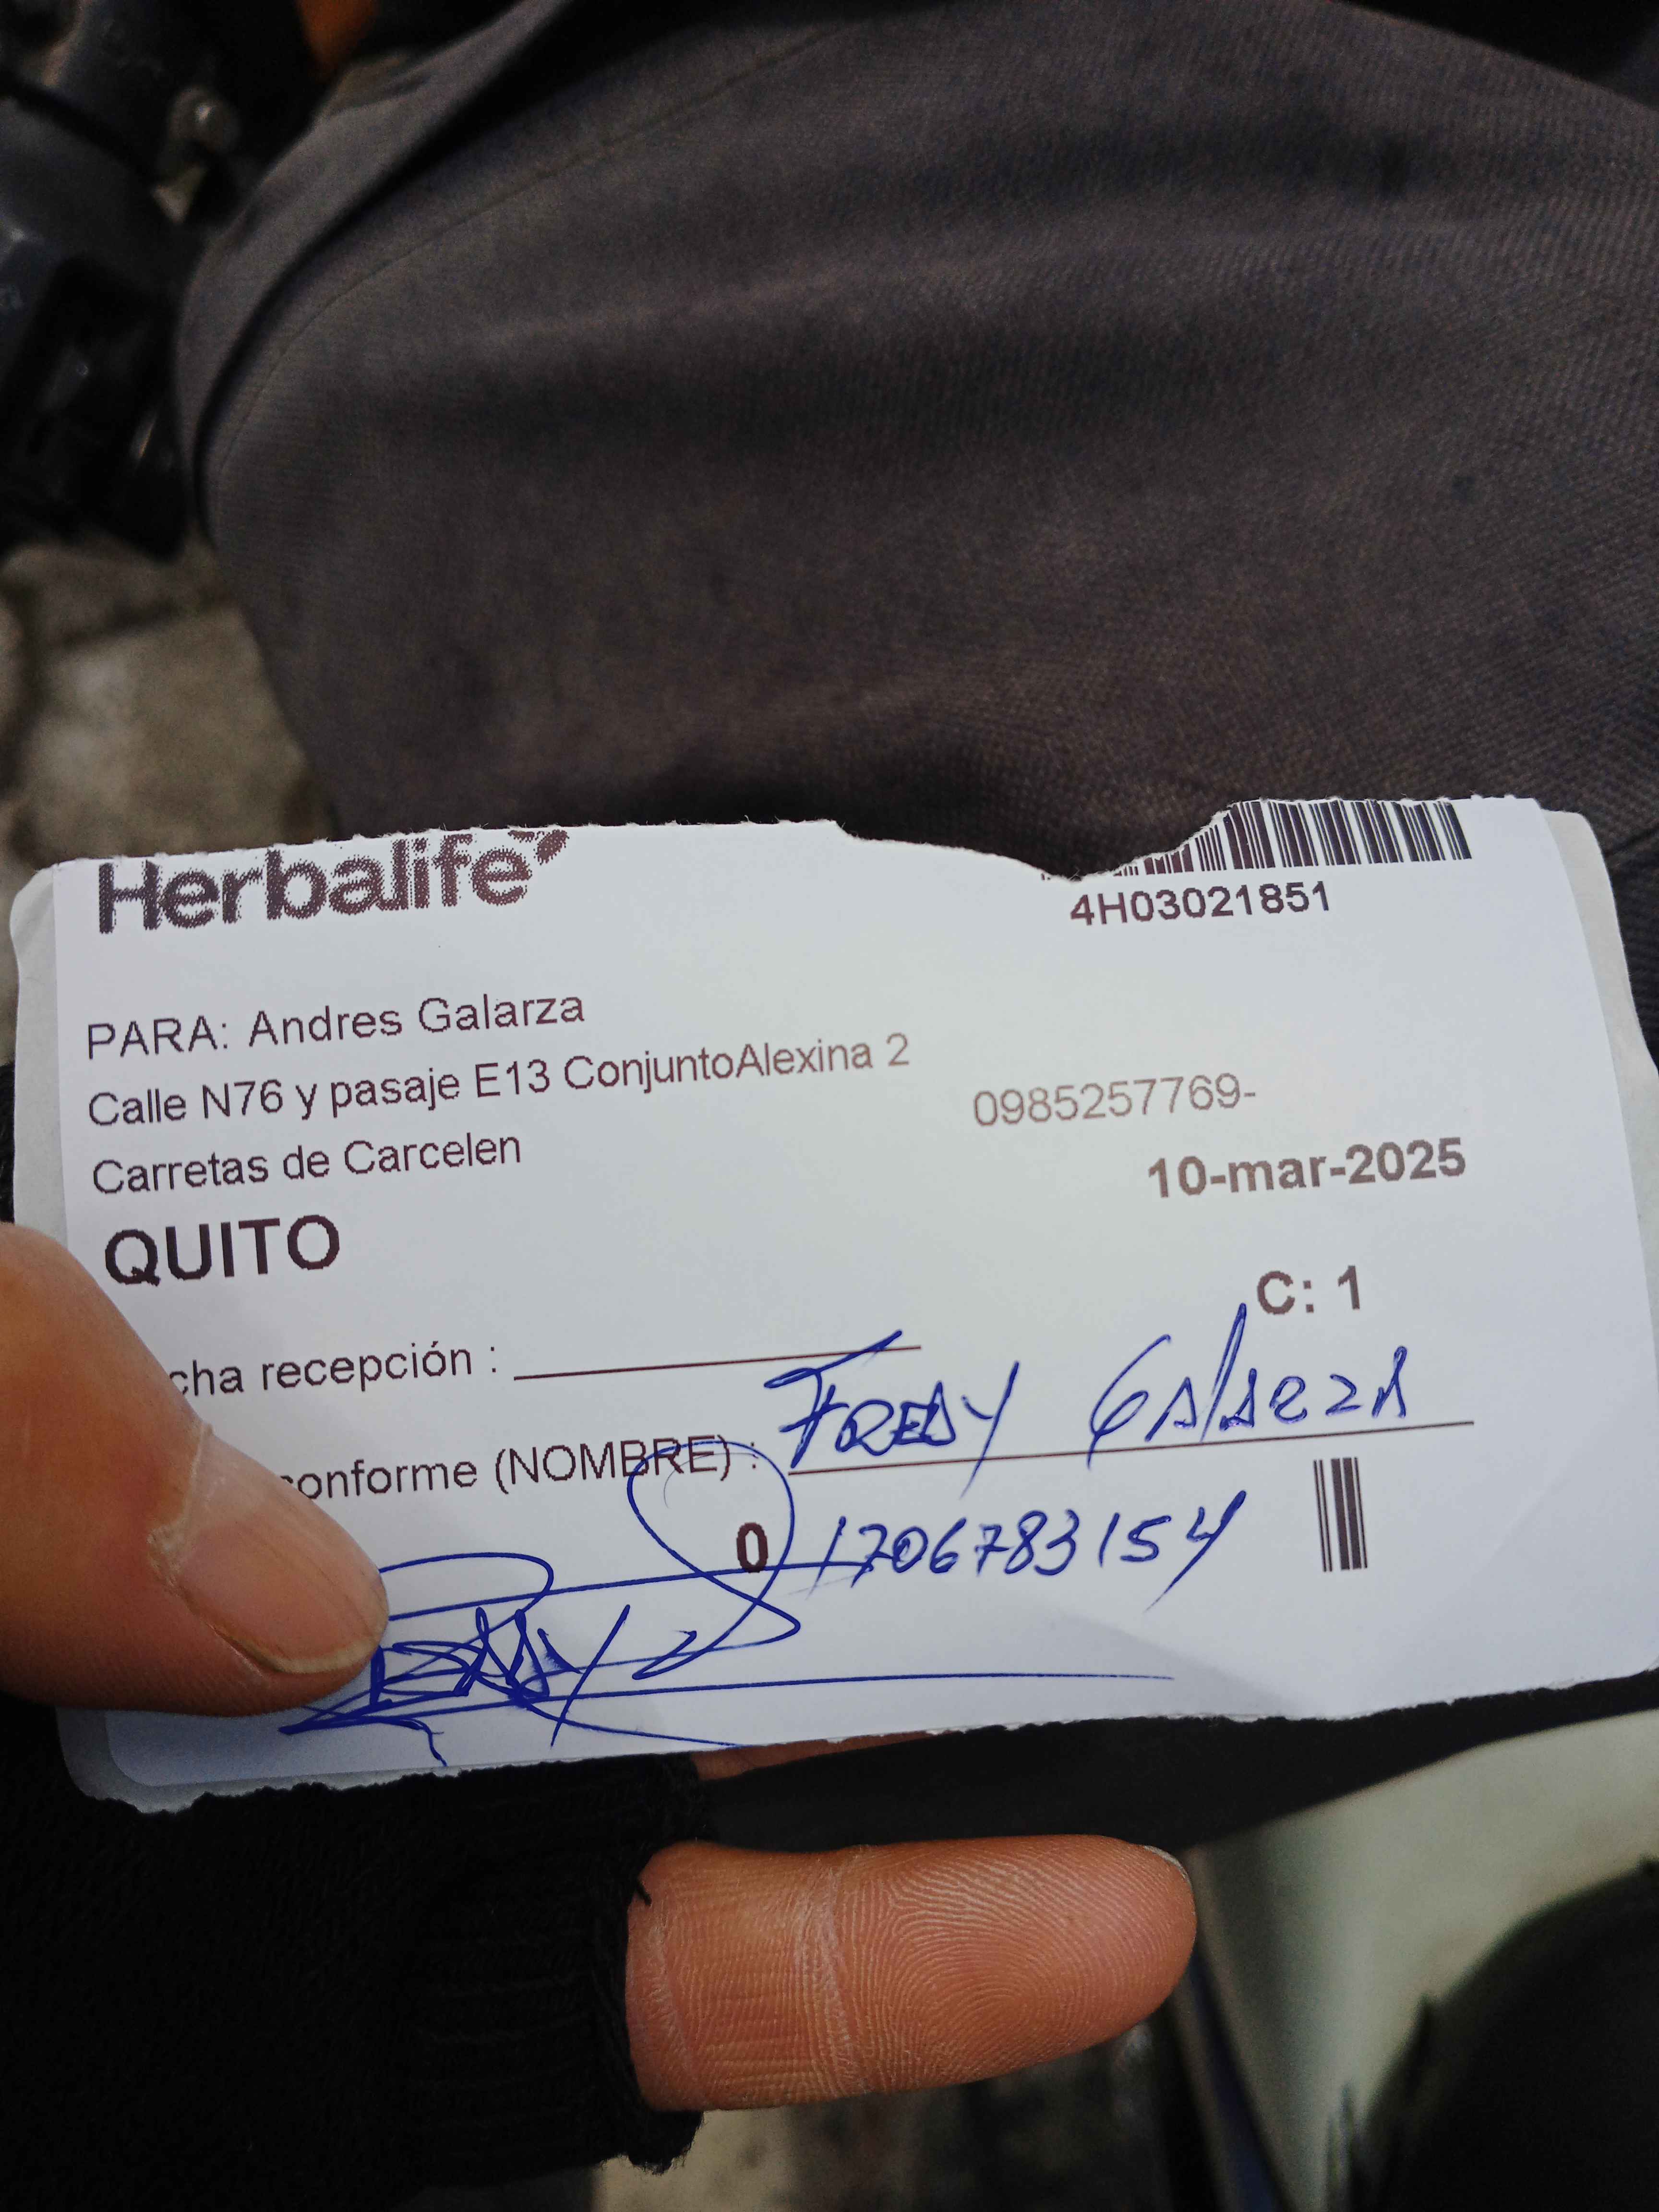 Herbalife
4H03021851
PARA: Andres Galarza
Calle N76 y pasaje E13 ConjuntoAlexina 2
0985257769-
Carretas de Carcelen
10-mar-2025
QUITO
C: 1
cha recepción :
conforme (NOMBRE) : FREDY GALARZA
0 1706783154